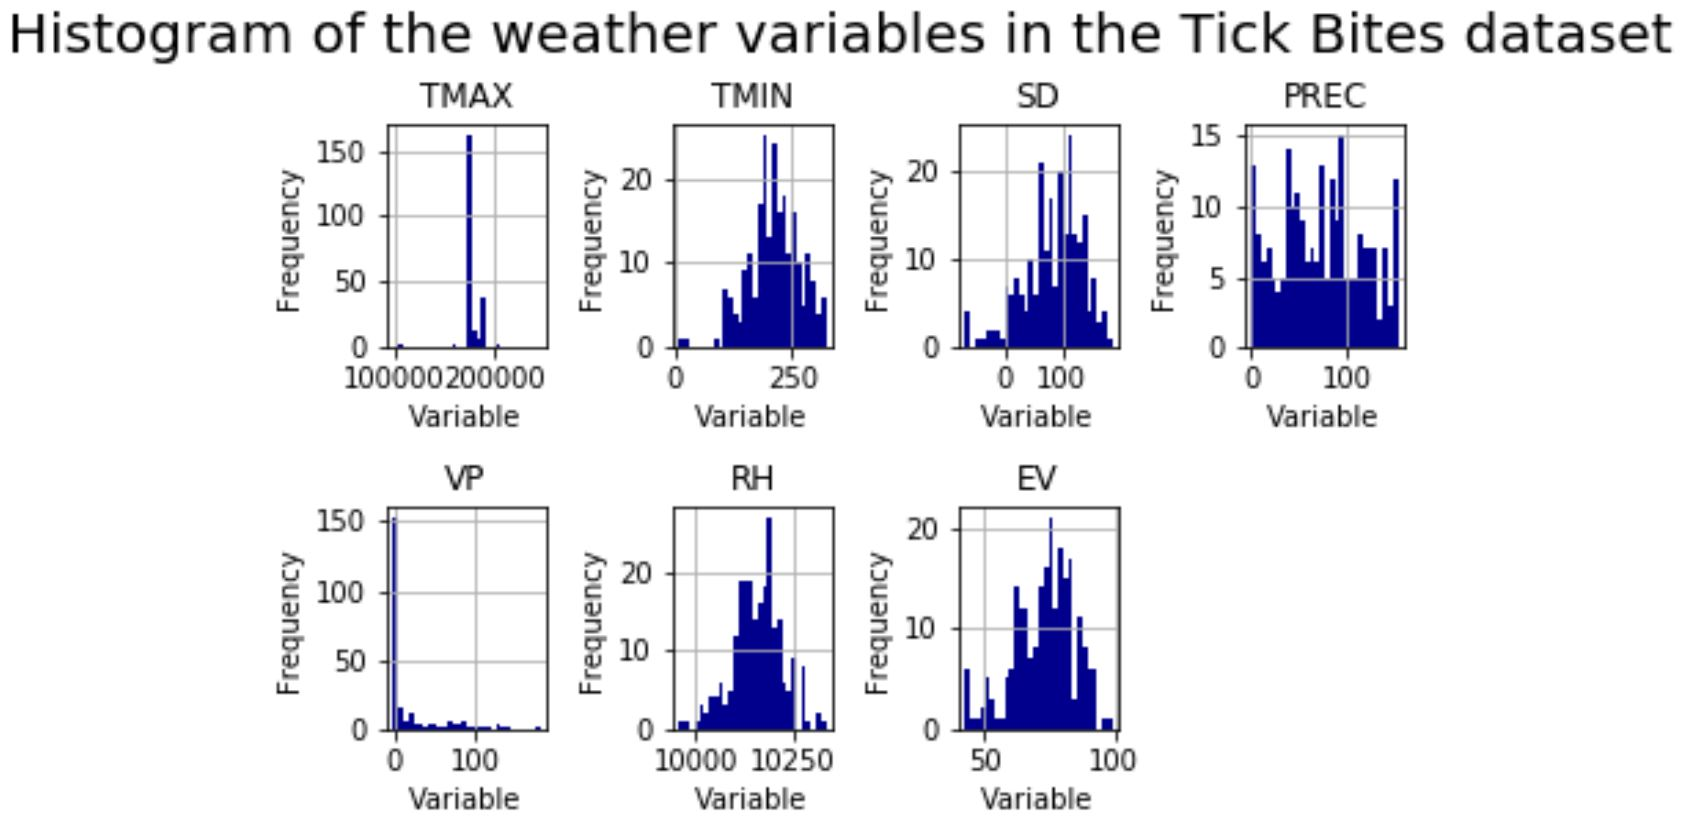 Histogram of the weather variables in the Tick Bites dataset
TMAX
TMIN
SD
PREC
Frequency
150
100
50
0
100000
200000
Variable
Frequency
20
10
0
0
250
Variable
Frequency
20
10
0
0
100
Variable
Frequency
15
10
5
0
0
100
Variable
VP
RH
EV
Frequency
150
100
50
0
0
100
Variable
Frequency
20
10
0
10000
10250
Variable
Frequency
20
10
0
50
100
Variable